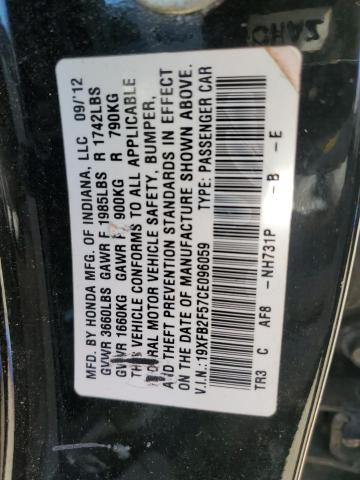 MFD. BY HONDA MFG. OF INDIANA, LLC 09/'12
GVWR 3660LBS GAWR F 1985LBS R 1742LBS
GVWR 1660KG GAWR F 900KG R 790KG
THIS VEHICLE CONFORMS TO ALL APPLICABLE
FEDERAL MOTOR VEHICLE SAFETY, BUMPER,
AND THEFT PREVENTION STANDARDS IN EFFECT
ON THE DATE OF MANUFACTURE SHOWN ABOVE.
V.I.N.:19XFB2F57CE096059 TYPE: PASSENGER CAR
TR3 C AF8 -NH731P -B -E